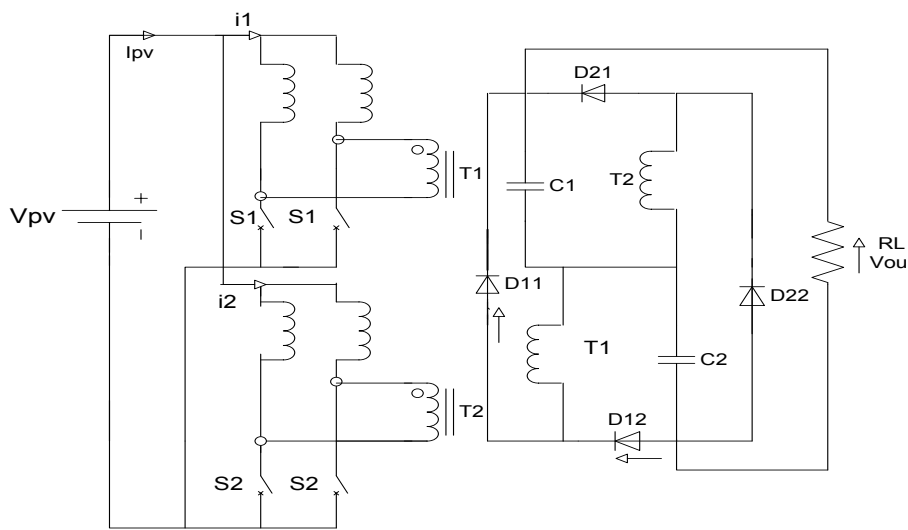 i1
Ipv
D21
T1
C1
T2
Vpv
+
−
S1 S1
RL
Vou
D11
D22
i2
T1
C2
T2
D12
S2 S2